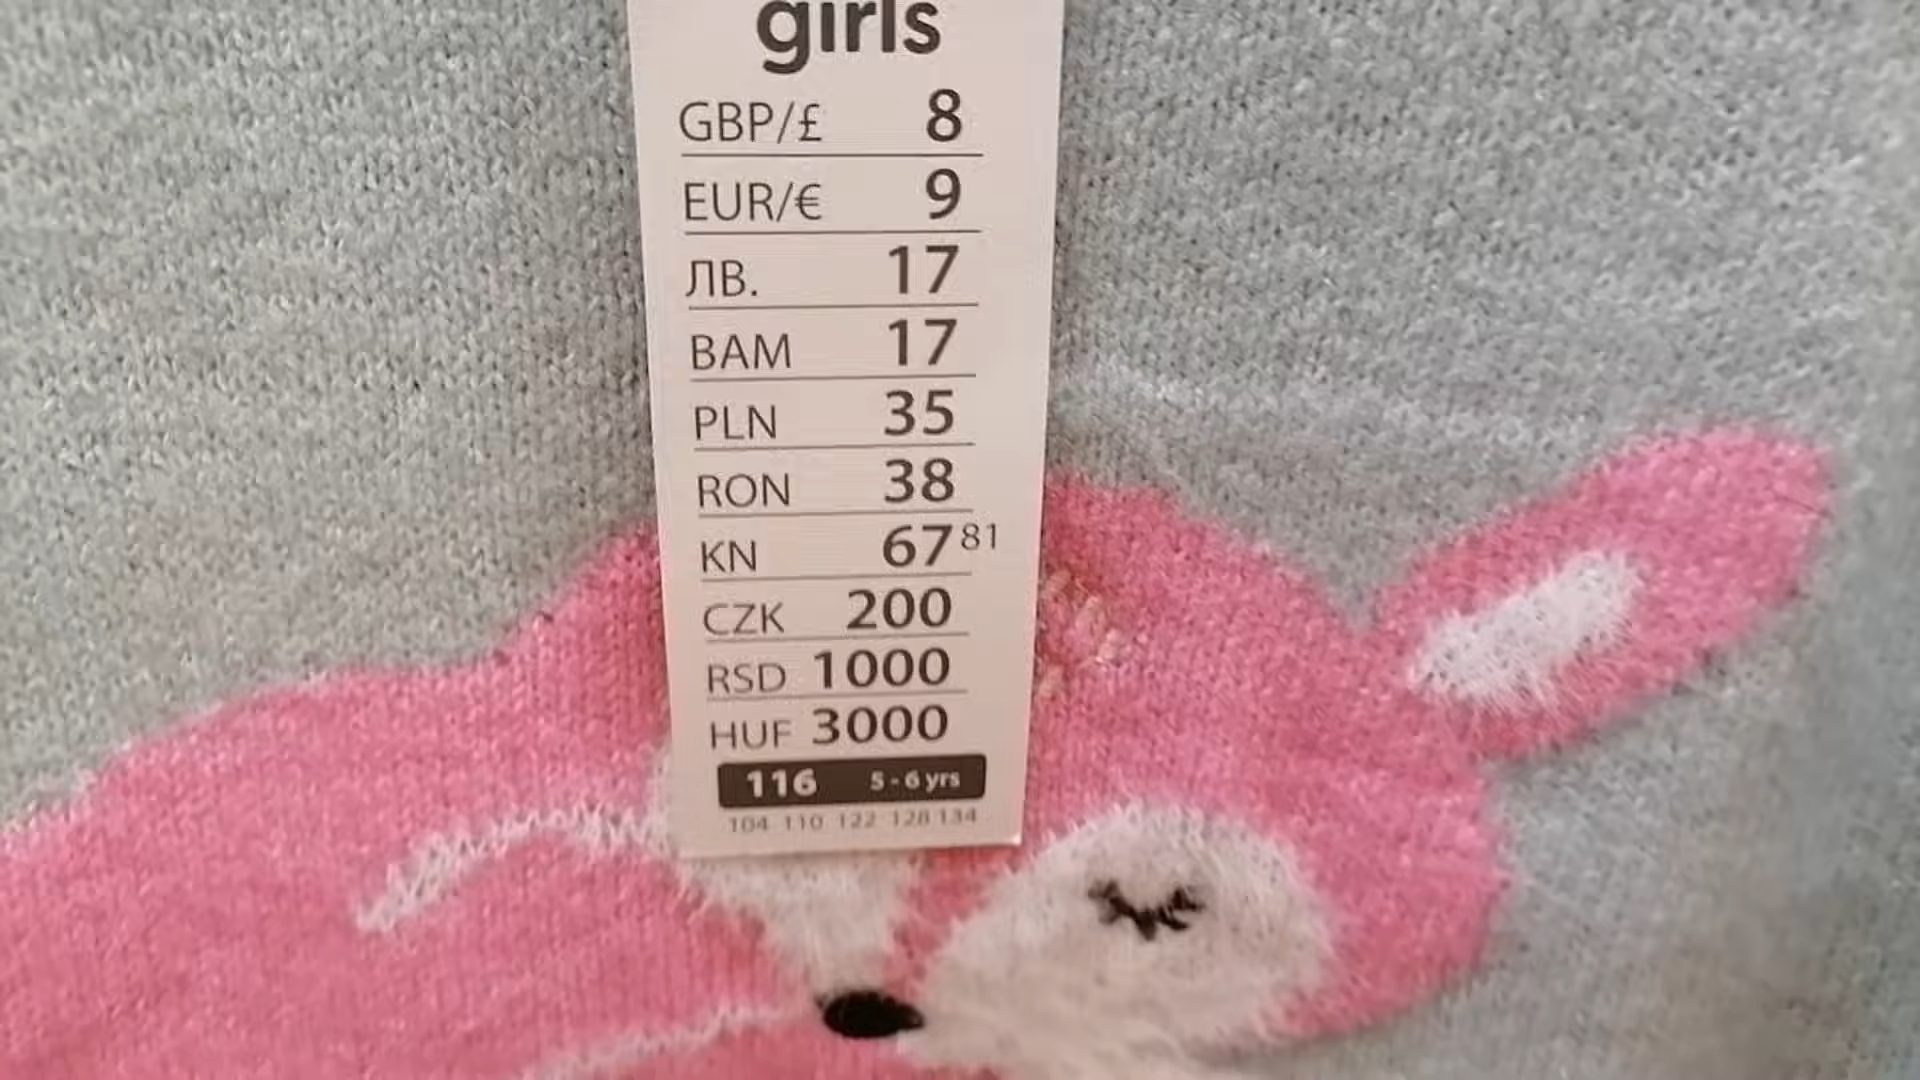 girls
GBP/£ 8
EUR/€ 9
ЛВ. 17
BAM 17
PLN 35
RON 38
KN 67 81
CZK 200
RSD 1000
HUF 3000
116 5 - 6 yrs
104 110 122 128 134